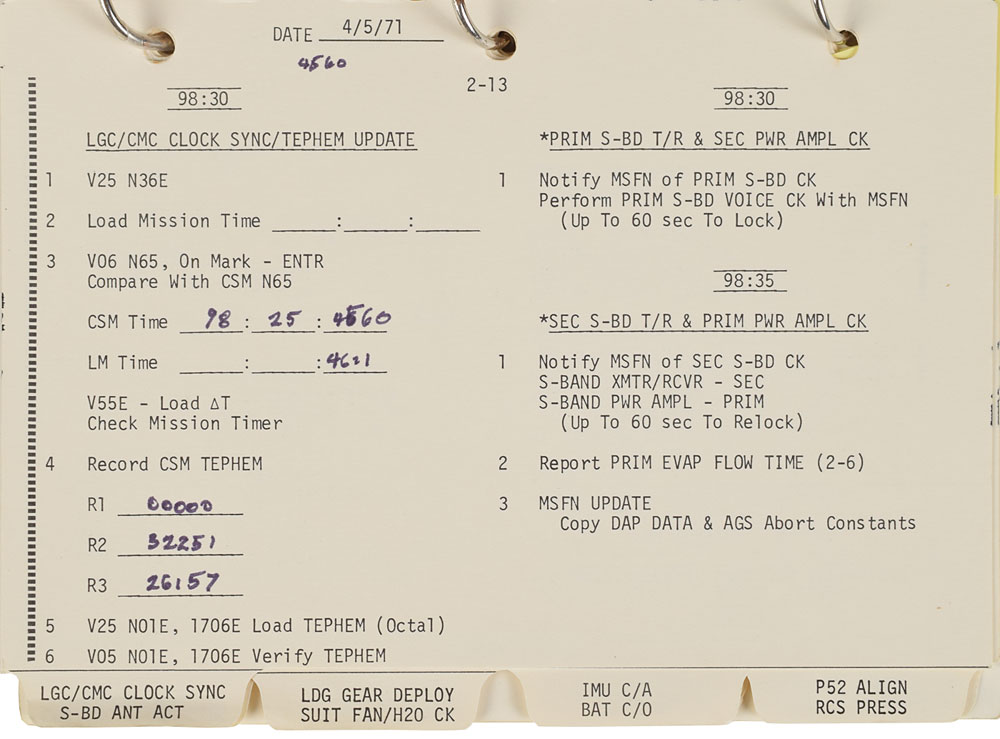 DATE 4/5/71
4560
2-13
98:30
LGC/CMC CLOCK SYNC/TEPHEM UPDATE
1 V25 N36E
2 Load Mission Time ______:______:______
3 V06 N65, On Mark - ENTR
Compare With CSM N65
CSM Time 98 : 25 : 4560
LM Time ______:______:4621
V55E - Load ΔT
Check Mission Timer
4 Record CSM TEPHEM
R1 00000
R2 32251
R3 26157
5 V25 N01E, 1706E Load TEPHEM (Octal)
6 V05 N01E, 1706E Verify TEPHEM
98:30
*PRIM S-BD T/R & SEC PWR AMPL CK
1 Notify MSFN of PRIM S-BD CK
Perform PRIM S-BD VOICE CK With MSFN
(Up To 60 sec To Lock)
98:35
*SEC S-BD T/R & PRIM PWR AMPL CK
1 Notify MSFN of SEC S-BD CK
S-BAND XMTR/RCVR - SEC
S-BAND PWR AMPL - PRIM
(Up To 60 sec To Relock)
2 Report PRIM EVAP FLOW TIME (2-6)
3 MSFN UPDATE
Copy DAP DATA & AGS Abort Constants
LGC/CMC CLOCK SYNC
S-BD ANT ACT
LDG GEAR DEPLOY
SUIT FAN/H2O CK
IMU C/A
BAT C/O
P52 ALIGN
RCS PRESS